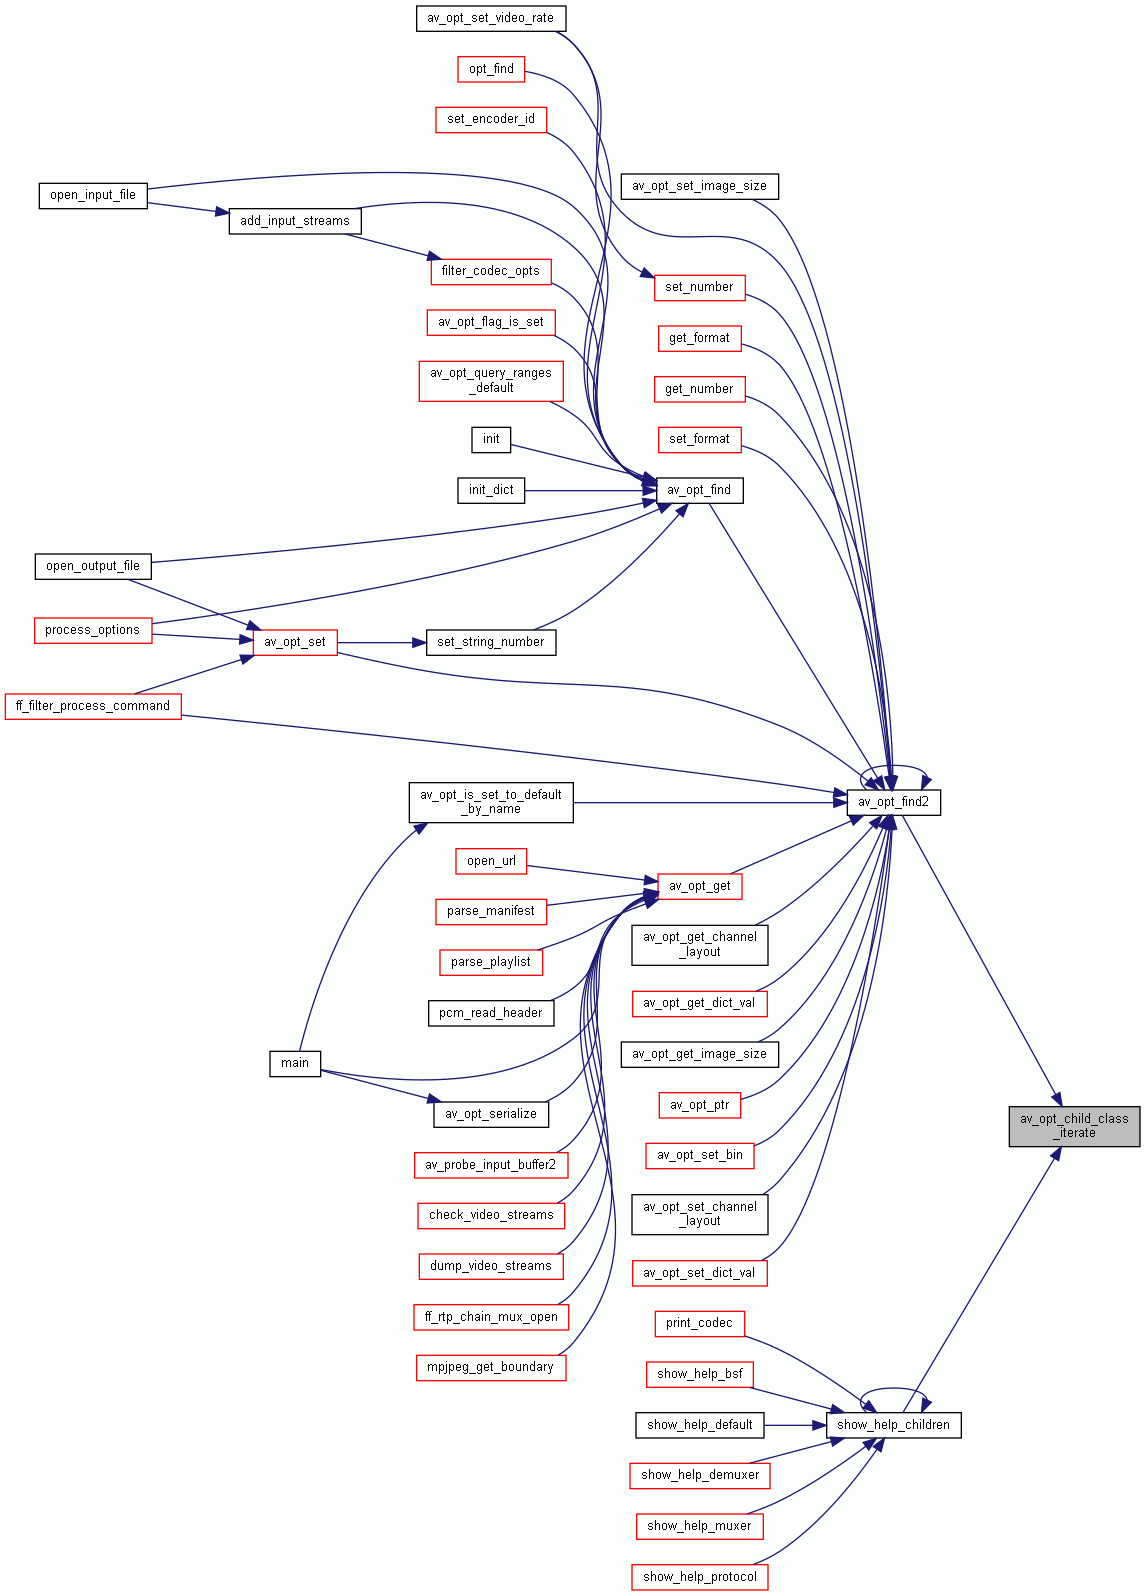 av_opt_set_video_rate
opt_find
set_encoder_id
av_opt_set_image_size
open_input_file
add_input_streams
filter_codec_opts
set_number
av_opt_flag_is_set
get_format
av_opt_query_ranges
_default
get_number
init
set_format
init_dict
av_opt_find
open_output_file
process_options
av_opt_set
set_string_number
ff_filter_process_command
av_opt_is_set_to_default
_by_name
av_opt_find2
open_url
av_opt_get
parse_manifest
av_opt_get_channel
_layout
parse_playlist
av_opt_get_dict_val
pcm_read_header
av_opt_get_image_size
main
av_opt_serialize
av_opt_ptr
av_opt_child_class
_iterate
av_probe_input_buffer2
av_opt_set_bin
check_video_streams
av_opt_set_channel
_layout
dump_video_streams
av_opt_set_dict_val
ff_rtp_chain_mux_open
print_codec
mpjpeg_get_boundary
show_help_bsf
show_help_default
show_help_children
show_help_demuxer
show_help_muxer
show_help_protocol